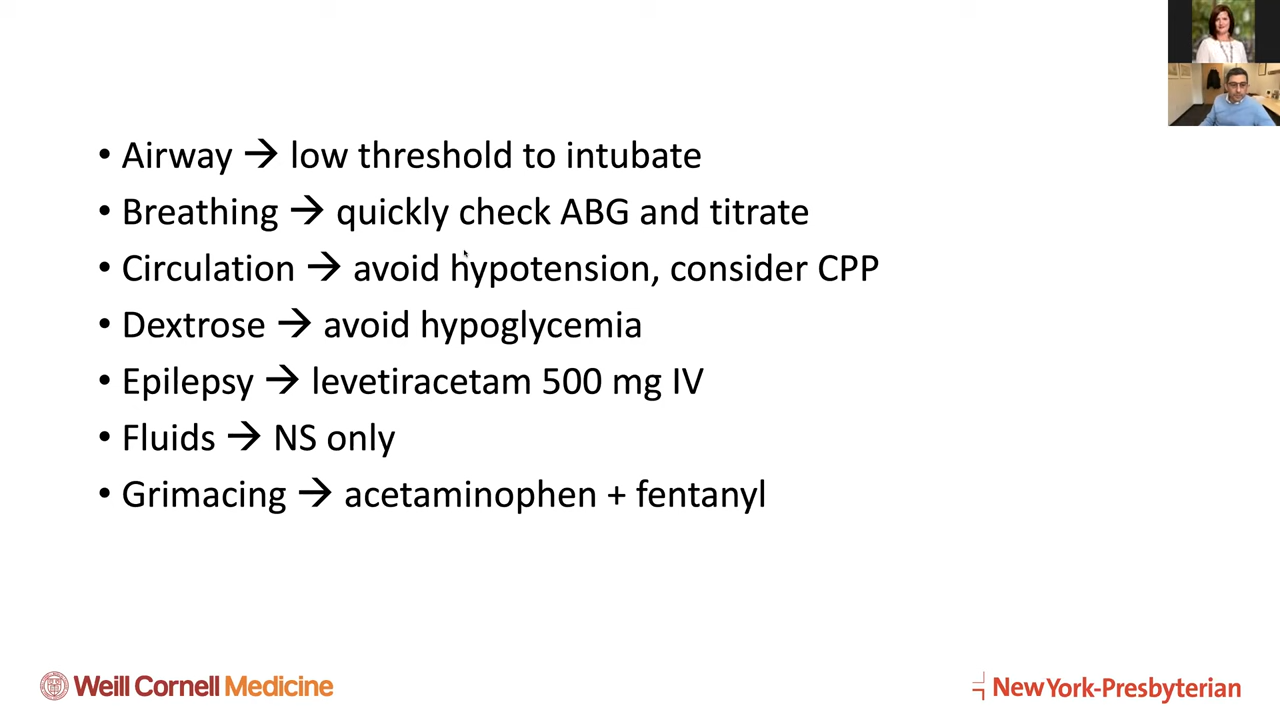 • Airway → low threshold to intubate
• Breathing → quickly check ABG and titrate
• Circulation → avoid hypotension, consider CPP
• Dextrose → avoid hypoglycemia
• Epilepsy → levetiracetam 500 mg IV
• Fluids → NS only
• Grimacing → acetaminophen + fentanyl
Weill Cornell Medicine
NewYork-Presbyterian